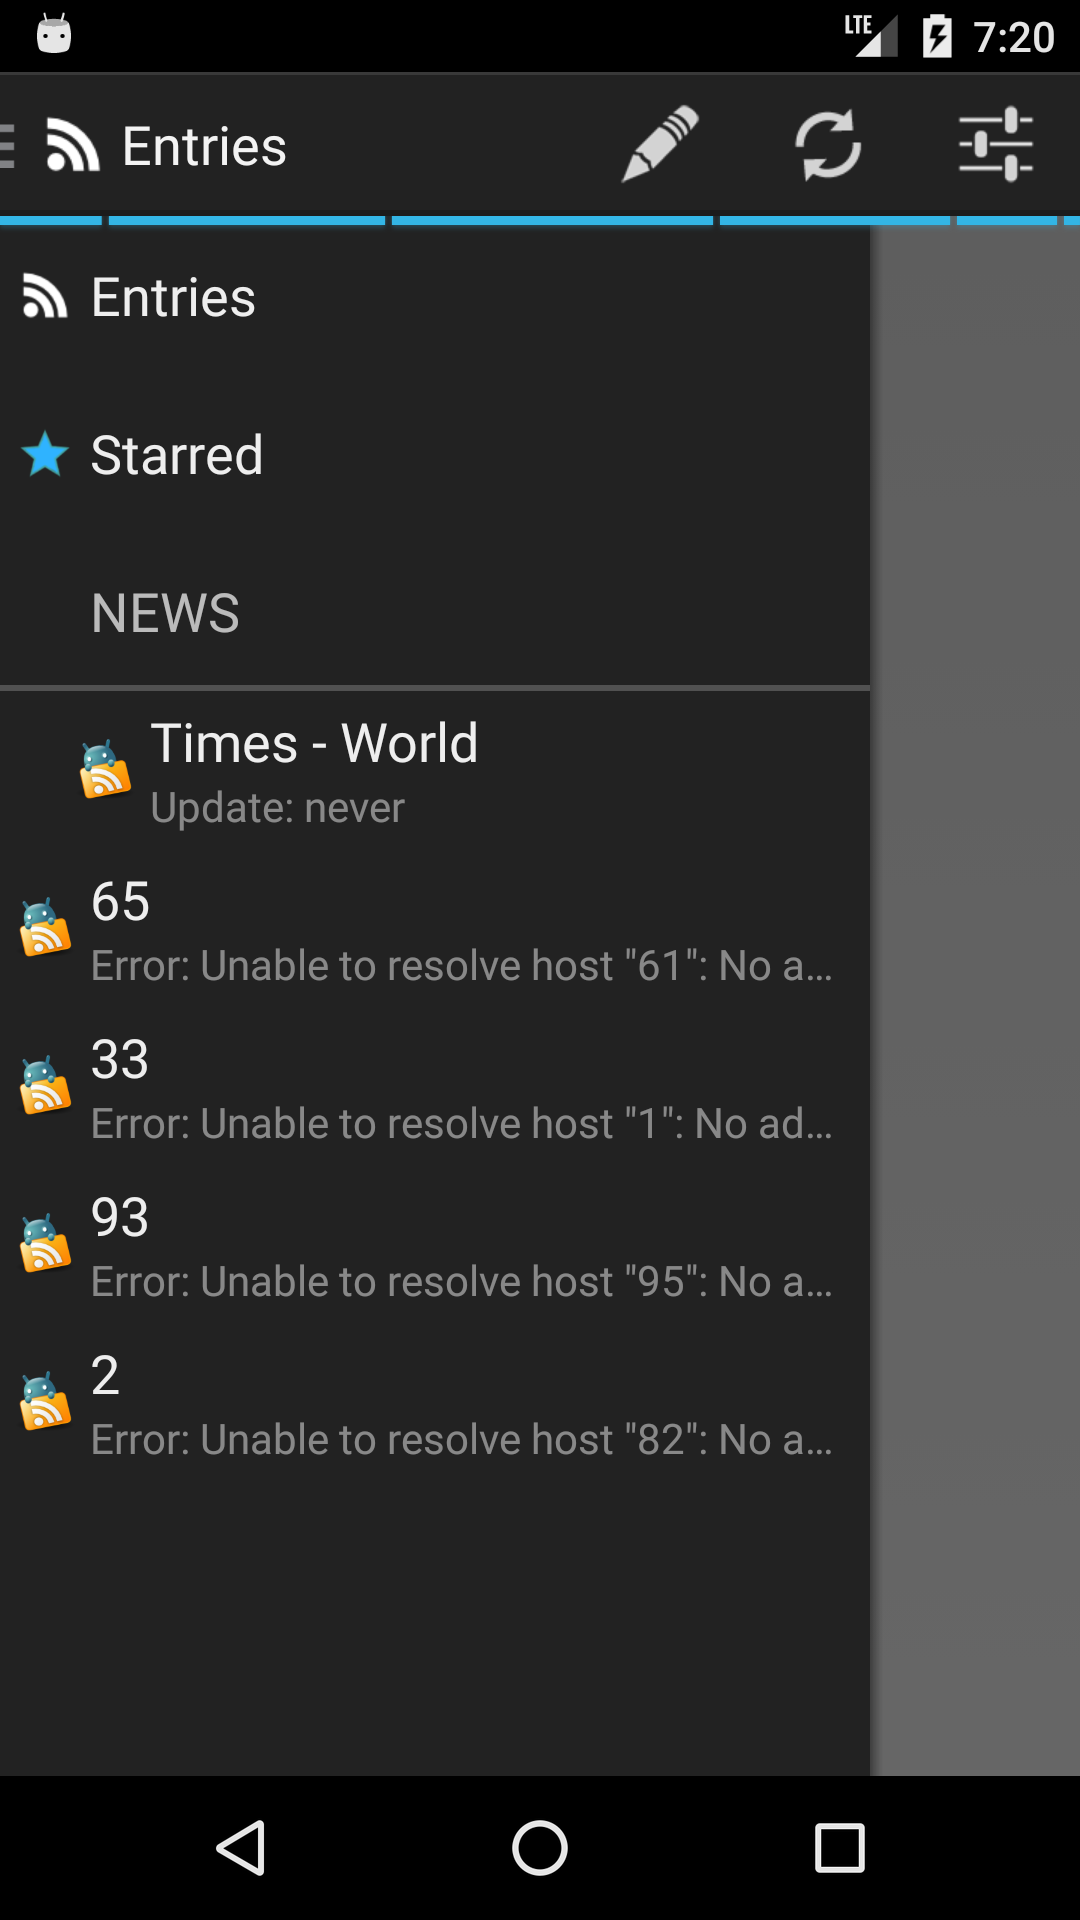 LTE 7:20
Entries
Entries
Starred
NEWS
Times - World
Update: never
65
Error: Unable to resolve host "61": No a...
33
Error: Unable to resolve host "1": No ad...
93
Error: Unable to resolve host "95": No a...
2
Error: Unable to resolve host "82": No a...